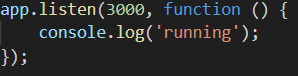 app.listen(3000, function () {
    console.log('running');
});